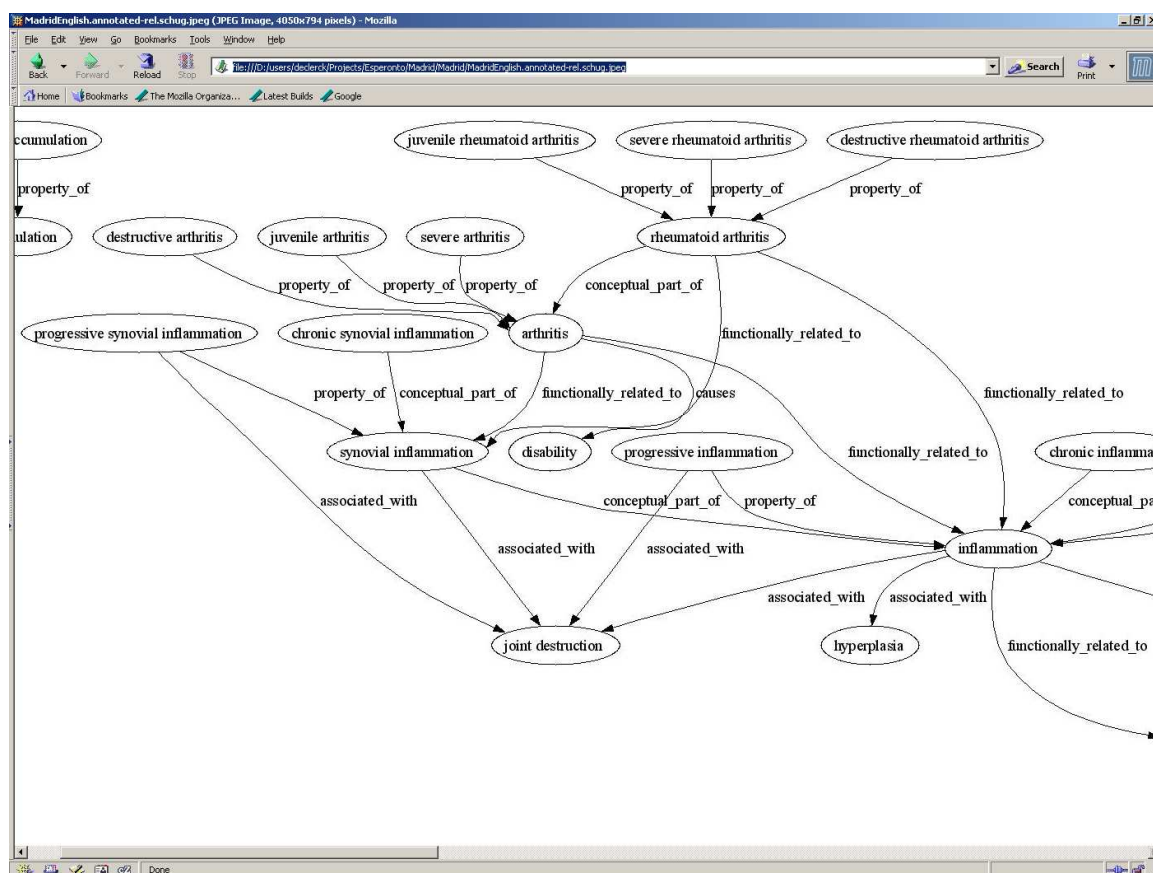 MadridEnglish.annotated-rel.schug.jpeg (JPEG Image, 4050x794 pixels) - Mozilla
File Edit View Go Bookmarks Tools Window Help
Back Forward Reload Stop file:///D:/users/declerck/Projects/Esperonto/Madrid/Madrid/MadridEnglish.annotated-rel.schug.jpeg Search Print
Home Bookmarks The Mozilla Organiza... Latest Builds Google
ccumulation juvenile rheumatoid arthritis severe rheumatoid arthritis destructive rheumatoid arthritis
property_of property_of property_of property_of
ulation destructive arthritis juvenile arthritis severe arthritis rheumatoid arthritis
property_of property_of property_of conceptual_part_of
progressive synovial inflammation chronic synovial inflammation arthritis functionally_related_to
property_of conceptual_part_of functionally_related_to causes functionally_related_to
synovial inflammation disability progressive inflammation functionally_related_to chronic inflamma
associated_with conceptual_part_of property_of conceptual_pa
associated_with associated_with inflammation
associated_with associated_with
joint destruction hyperplasia functionally_related_to
Done